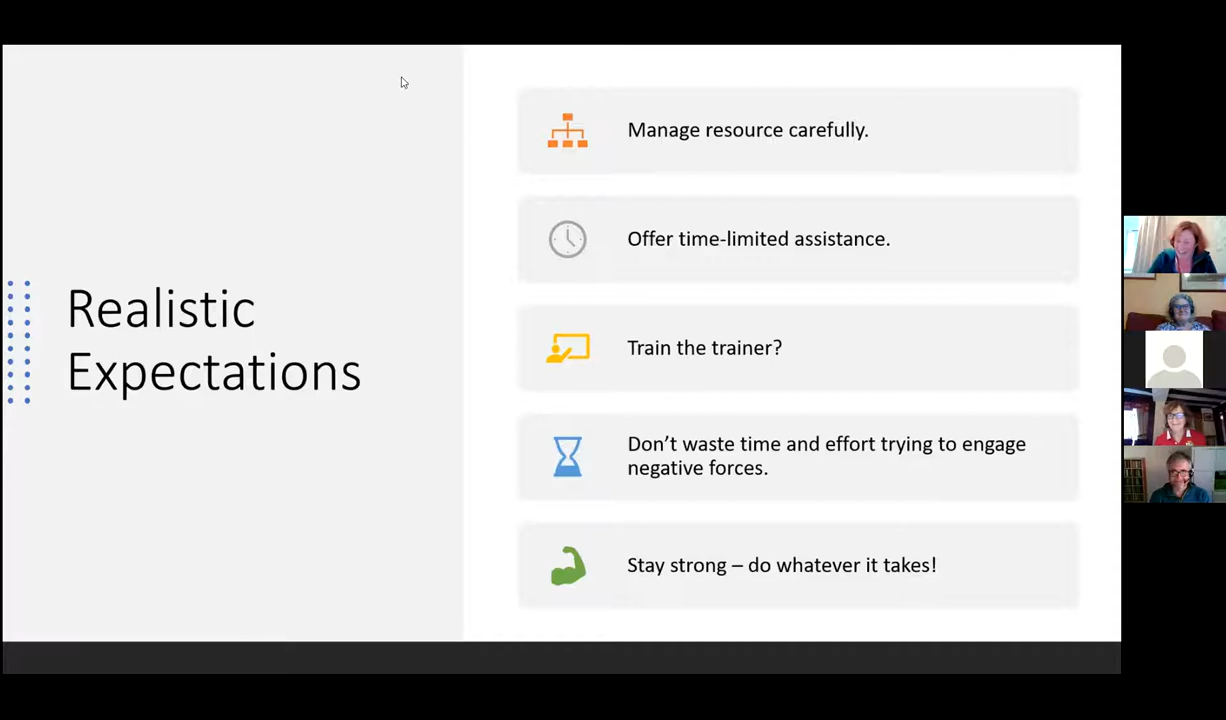 Realistic
Expectations
Manage resource carefully.
Offer time-limited assistance.
Train the trainer?
Don’t waste time and effort trying to engage
negative forces.
Stay strong – do whatever it takes!